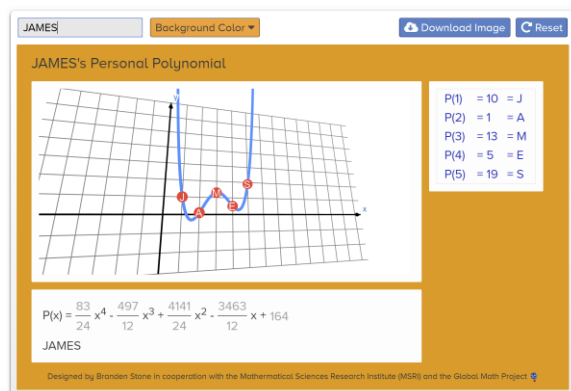 JAMES Background Color Download Image Reset
JAMES's Personal Polynomial
y
J A M E S
x
P(1) = 10 = J
P(2) = 1 = A
P(3) = 13 = M
P(4) = 5 = E
P(5) = 19 = S
P(x) = 83/24 x⁴ - 497/12 x³ + 4141/24 x² - 3463/12 x + 164
JAMES
Designed by Branden Stone in cooperation with the Mathermatical Sciences Research Institute (MSRI) and the Global Math Project